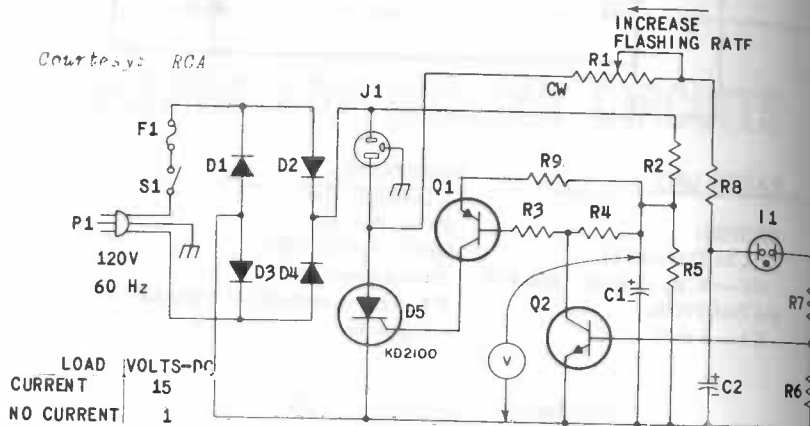 Courtesy: RCA
INCREASE
FLASHING RATE
R1
CW
J1
F1
S1
P1
120V
60 Hz
D1
D2
D3
D4
D5
KD2100
Q1
R9
R3
R4
R2
R8
I1
R5
C1
Q2
V
R7
C2
R6
LOAD VOLTS-DC
CURRENT 15
NO CURRENT 1